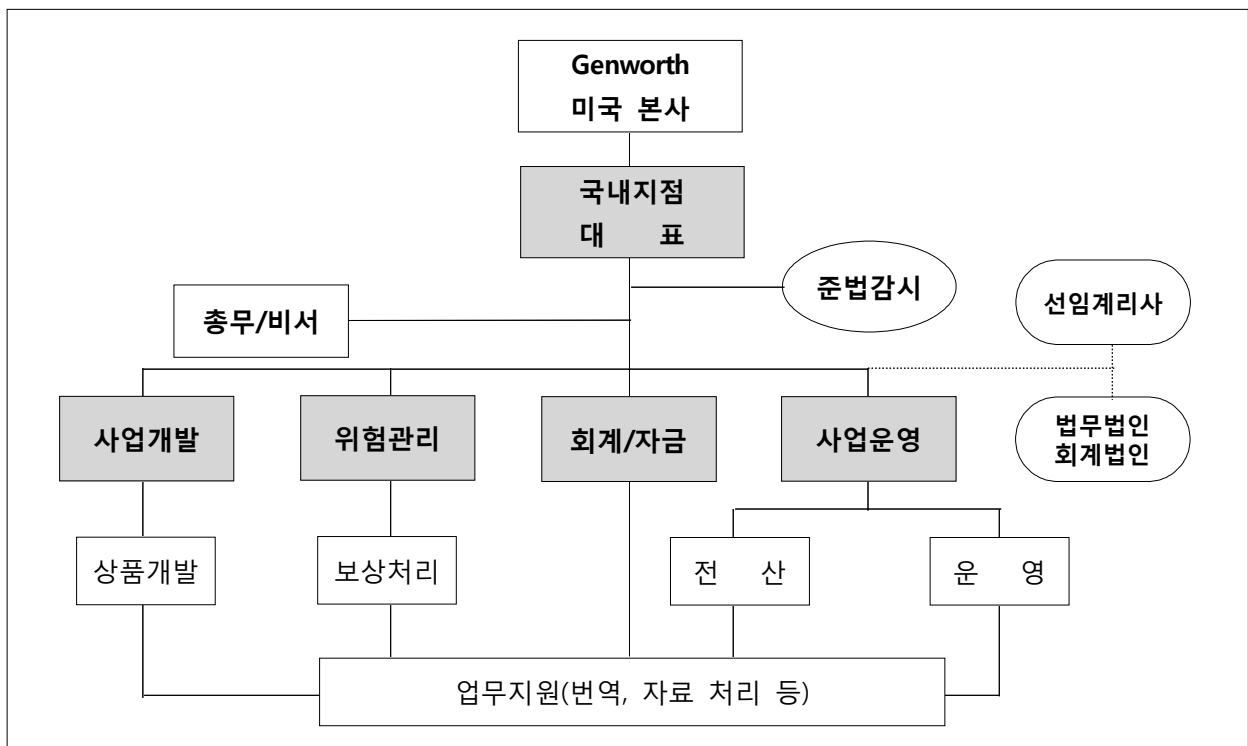 Genworth
미국 본사
국내지점
대 표
준법감시
총무/비서
선임계리사
사업개발
위험관리
회계/자금
사업운영
법무법인
회계법인
상품개발
보상처리
전 산
운 영
업무지원(번역, 자료 처리 등)